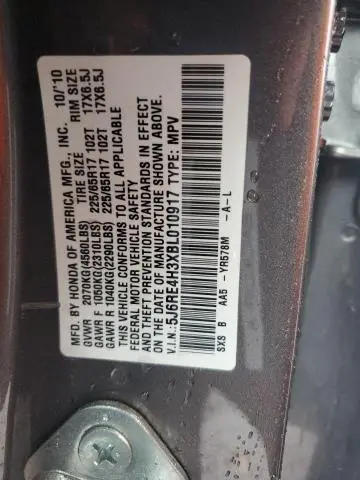 MFD. BY HONDA OF AMERICA MFG., INC. 10/'10
TIRE SIZE RIM SIZE
GVWR 2070KG(4560LBS)
GAWR F 1050KG(2310LBS) 225/65R17 102T 17X6.5J
GAWR R 1040KG(2290LBS) 225/65R17 102T 17X6.5J
THIS VEHICLE CONFORMS TO ALL APPLICABLE
FEDERAL MOTOR VEHICLE SAFETY
AND THEFT PREVENTION STANDARDS IN EFFECT
ON THE DATE OF MANUFACTURE SHOWN ABOVE.
V.I.N.: 5J6RE4H3XBL010917 TYPE: MPV
SXS B AA5 - YR578M - A - L